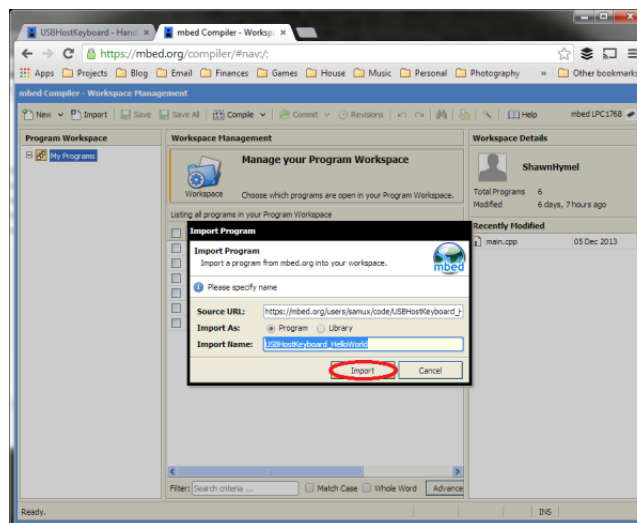 USBHostKeyboard - Hand
mbed Compiler - Worksp
https://mbed.org/compiler/#nav:/;
Apps Projects Blog Email Finances Games House Music Personal Photography » Other bookmarks
mbed Compiler - Workspace Management
New Import Save Save All Compile Commit Revisions Help mbed LPC1768
Program Workspace
My Programs
Workspace Management
Manage your Program Workspace
Workspace
Choose which programs are open in your Program Workspace.
Listing all programs in your Program Workspace
Import Program
Import Program
Import a program from mbed.org into your workspace.
mbed
Please specify name
Source URL: https://mbed.org/users/samux/code/USBHostKeyboard_H
Import As: Program Library
Import Name: USBHostKeyboard_HelloWorld
Import Cancel
Filter: Search criteria ... Match Case Whole Word Advance
Workspace Details
ShawnHymel
Total Programs 6
Modified 6 days, 7 hours ago
Recently Modified
main.cpp 05 Dec 2013
Ready. INS